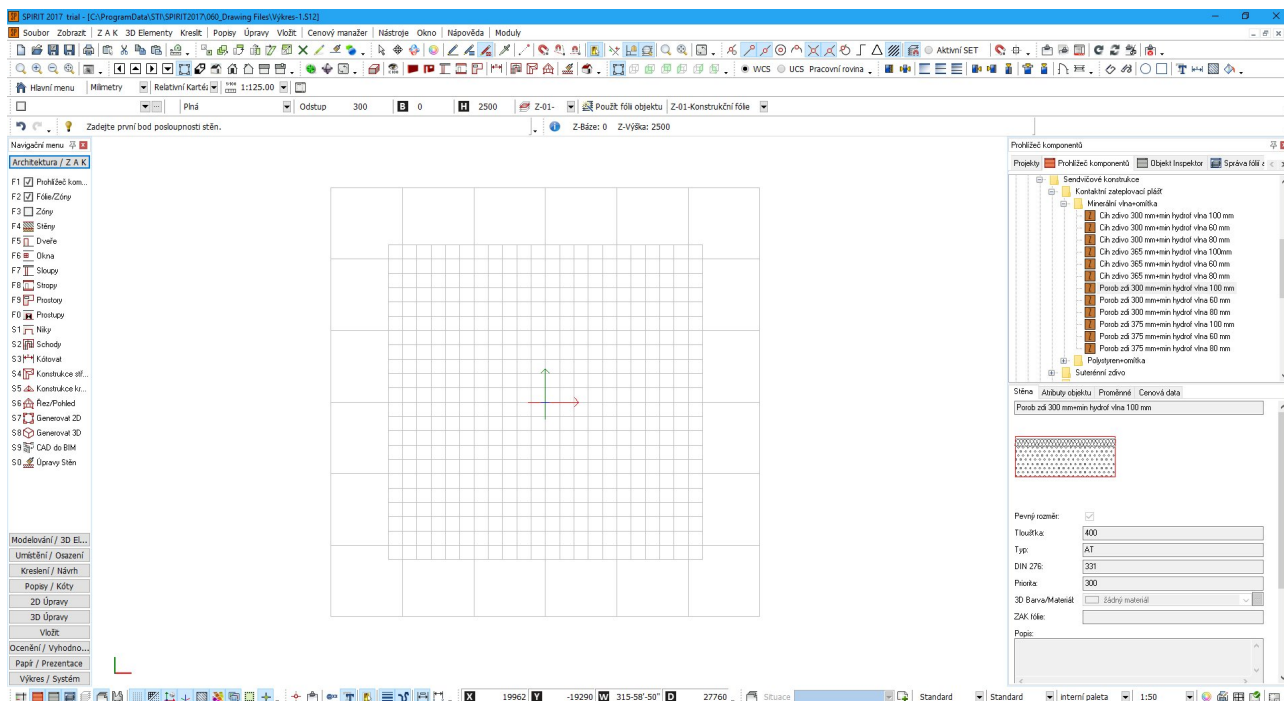 SPIRIT 2017 trial - [C:\ProgramData\STI\SPIRIT2017\060_Drawing Files\Výkres-1.S12]
Soubor Zobrazit Z A K 3D Elementy Kreslit Popisy Úpravy Vložit Cenový manažer Nástroje Okno Nápověda Moduly
Aktivní SET
WCS UCS Pracovní rovina
Hlavní menu Milimetry Relativní Kartéz 1:125.00
Plná Odstup 300 B 0 H 2500 Z-01- Použít fólii objektu Z-01-Konstrukční fólie
Zadejte první bod posloupnosti stěn. Z-Báze: 0 Z-Výška: 2500
Navigační menu
Architektura / Z A K
F1 Prohlížeč kom...
F2 Fólie/Zóny
F3 Zóny
F4 Stěny
F5 Dveře
F6 Okna
F7 Sloupy
F8 Stropy
F9 Prostory
F0 Prostupy
S1 Niky
S2 Schody
S3 Kótovat
S4 Konstrukce stř...
S5 Konstrukce kr...
S6 Řez/Pohled
S7 Generovat 2D
S8 Generovat 3D
S9 CAD do BIM
S0 Úpravy Stěn
Modelování / 3D El...
Umístění / Osazení
Kreslení / Návrh
Popisy / Kóty
2D Úpravy
3D Úpravy
Vložit
Ocenění / Vyhodno...
Papír / Prezentace
Výkres / Systém
Prohlížeč komponentů
Projekty Prohlížeč komponentů Objekt Inspektor Správa fólií a
Sendvičové konstrukce
Kontaktní zateplovací plášť
Minerální vlna+omítka
Cih zdivo 300 mm+min hydrof vlna 100 mm
Cih zdivo 300 mm+min hydrof vlna 60 mm
Cih zdivo 300 mm+min hydrof vlna 80 mm
Cih zdivo 365 mm+min hydrof vlna 100mm
Cih zdivo 365 mm+min hydrof vlna 60 mm
Cih zdivo 365 mm+min hydrof vlna 80 mm
Porob zdi 300 mm+min hydrof vlna 100 mm
Porob zdi 300 mm+min hydrof vlna 60 mm
Porob zdi 300 mm+min hydrof vlna 80 mm
Porob zdi 375 mm+min hydrof vlna 100 mm
Porob zdi 375 mm+min hydrof vlna 60 mm
Porob zdi 375 mm+min hydrof vlna 80 mm
Polystyren+omítka
Suterénní zdivo
Stěna Atributy objektu Proměnné Cenová data
Porob zdi 300 mm+min hydrof vlna 100 mm
Pevný rozměr:
Tloušťka: 400
Typ: AT
DIN 276: 331
Priorita: 300
3D Barva/Materiál: žádný materiál
ZAK fólie:
Popis:
X 19962 Y -19290 W 315-58'-50" D 27760 Situace Standard Standard interní paleta 1:50